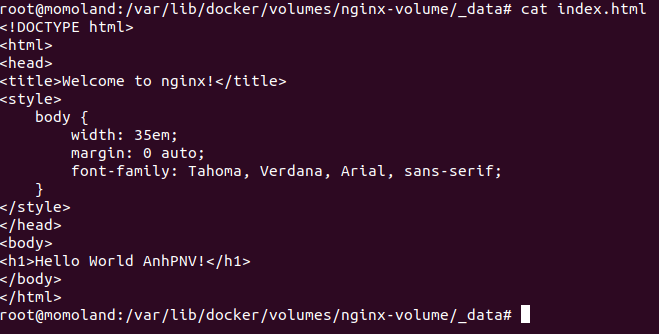 root@momoland:/var/lib/docker/volumes/nginx-volume/_data# cat index.html
<!DOCTYPE html>
<html>
<head>
<title>Welcome to nginx!</title>
<style>
    body {
        width: 35em;
        margin: 0 auto;
        font-family: Tahoma, Verdana, Arial, sans-serif;
    }
</style>
</head>
<body>
<h1>Hello World AnhPNV!</h1>
</body>
</html>
root@momoland:/var/lib/docker/volumes/nginx-volume/_data#